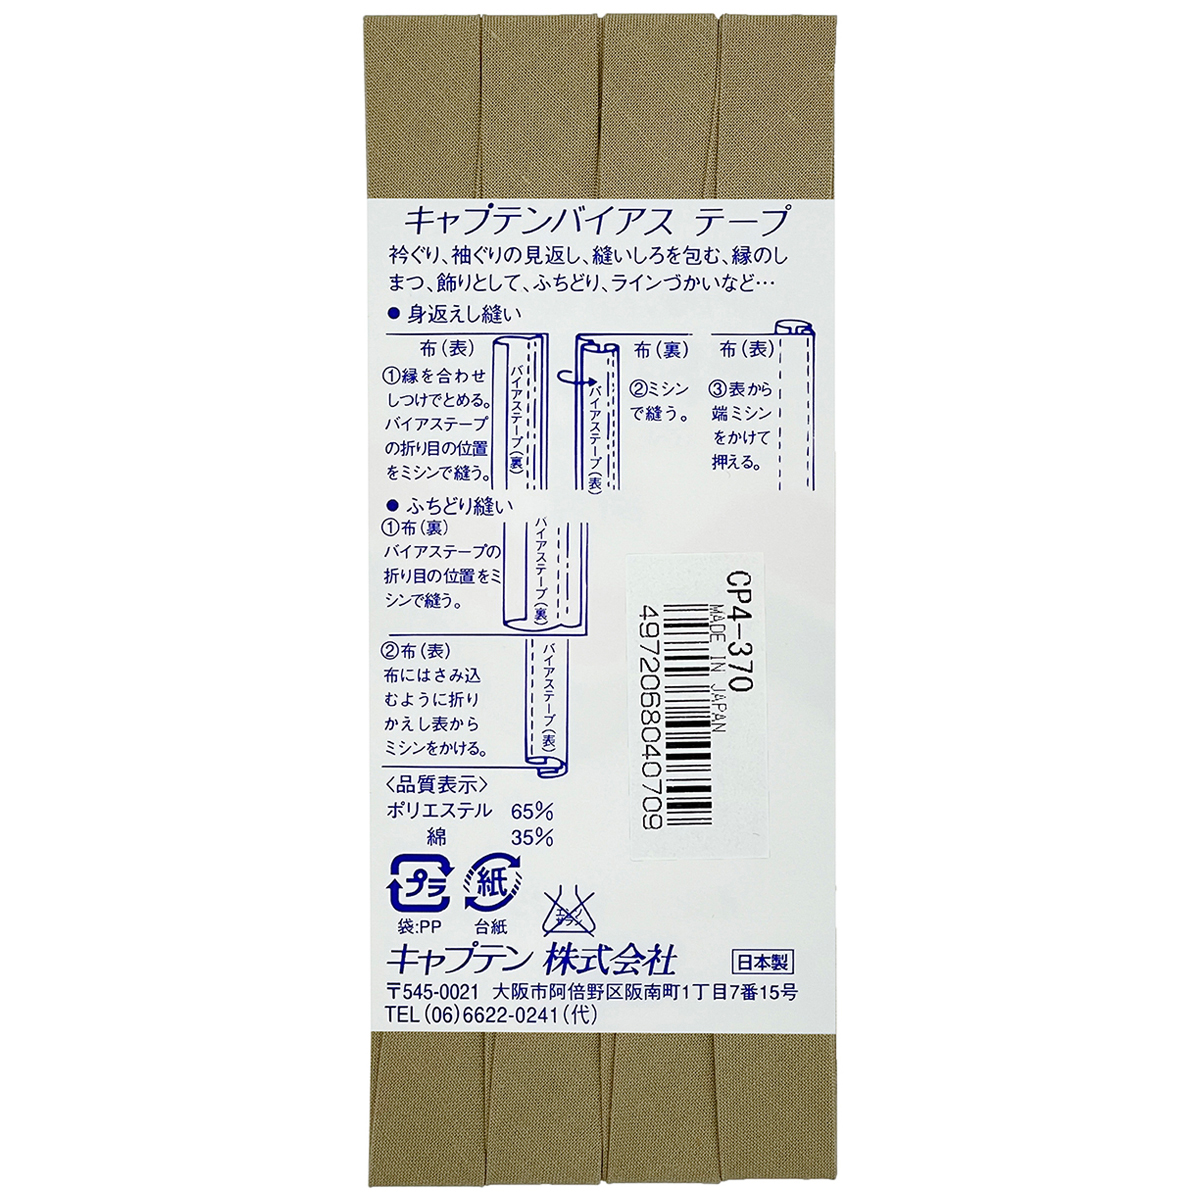 キャプテンバイアス テープ
衿ぐり、袖ぐりの見返し、縫いしろを包む、縁のし
まつ、飾りとして、ふちどり、ラインづかいなど…
● 身返えし縫い
布(表)
①縁を合わせ
しつけでとめる。
バイアステープ
の折り目の位置
をミシンで縫う。
バイアステープ(裏)
バイアステープ(表)
布(裏)
②ミシン
で縫う。
布(表)
③表から
端ミシン
をかけて
押える。
● ふちどり縫い
①布(裏)
バイアステープの
折り目の位置をミ
シンで縫う。
バイアステープ(裏)
②布(表)
布にはさみ込
むように折り
かえし表から
ミシンをかける。
バイアステープ(表)
CP4-370
MADE IN JAPAN
4972068040709
〈品質表示〉
ポリエステル 65%
綿 35%
プラ
袋:PP
紙
台紙
エンソ
サラシ
キャプテン 株式会社
日本製
〒545-0021 大阪市阿倍野区阪南町1丁目7番15号
TEL(06)6622-0241(代)